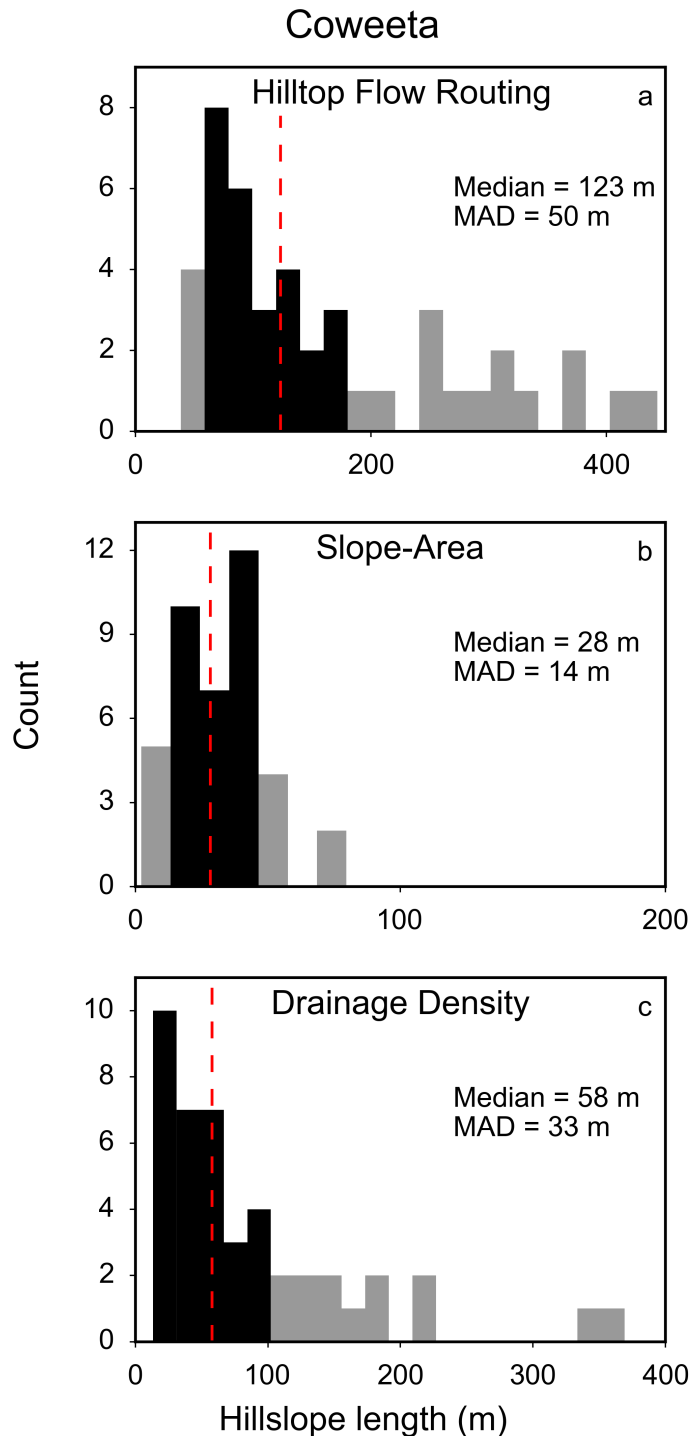 Coweeta
Hilltop Flow Routing
a
Median = 123 m
MAD = 50 m
8
6
4
2
0
0 200 400
Slope-Area
b
Median = 28 m
MAD = 14 m
12
9
6
3
0
0 100 200
Count
Drainage Density
c
Median = 58 m
MAD = 33 m
10
8
6
4
2
0
0 100 200 300 400
Hillslope length (m)